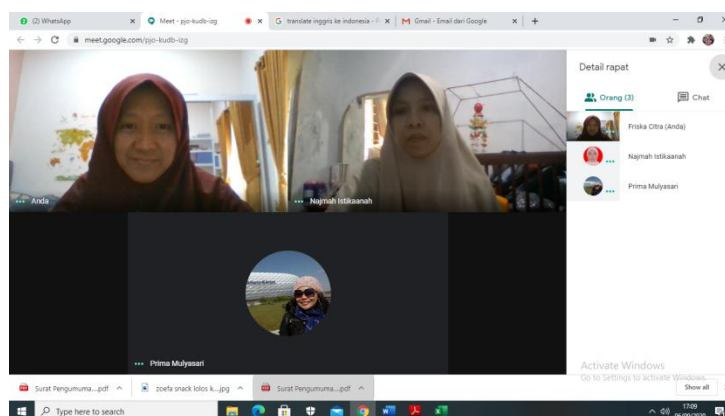 (2) WhatsApp
Meet - pjo-kudb-izg
translate inggris ke indonesia -
Gmail - Email dari Google
meet.google.com/pjo-kudb-izg
Detail rapat
Orang (3)
Chat
Friska Citra (Anda)
Najmah Istikaanah
Prima Mulyasari
Anda
Najmah Istikaanah
Prima Mulyasari
Activate Windows
Go to Settings to activate Windows.
Surat Pengumuma....pdf
zoefa snack lolos k....jpg
Surat Pengumuma....pdf
Show all
Type here to search
17:09
06/09/2020